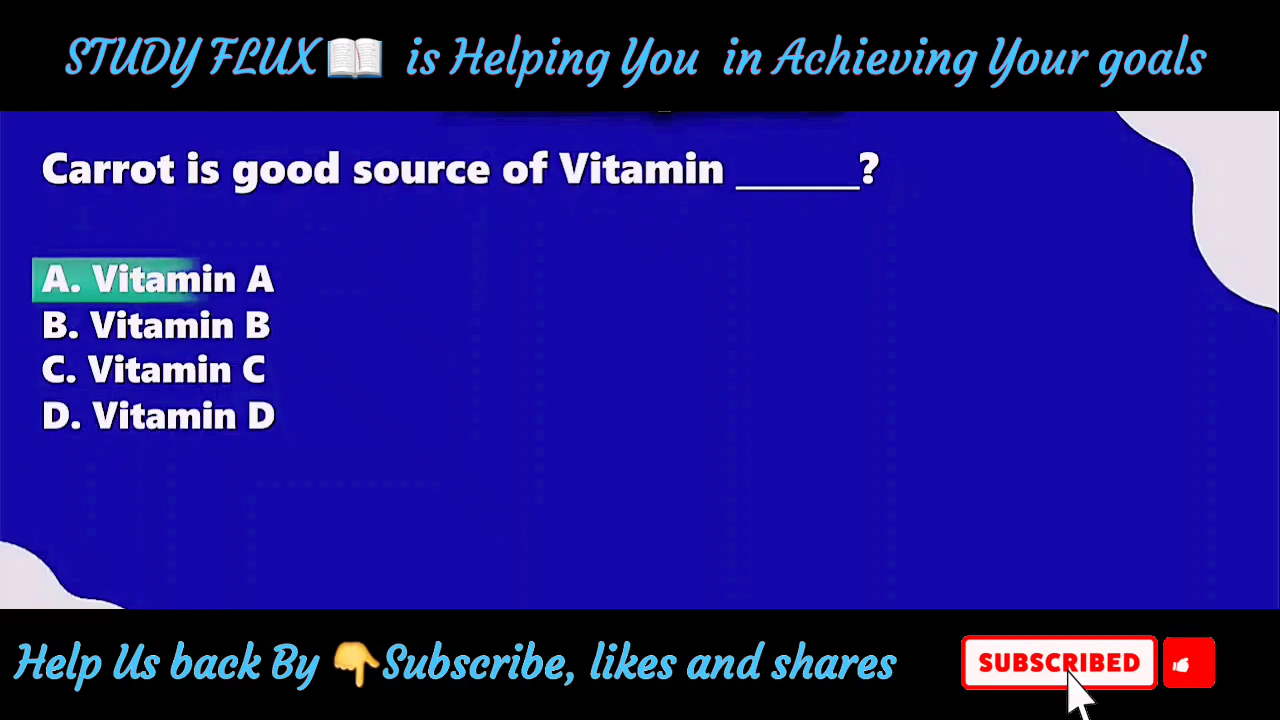 STUDY FLUX 📖 is Helping You in Achieving Your goals
Carrot is good source of Vitamin ______?
A. Vitamin A
B. Vitamin B
C. Vitamin C
D. Vitamin D
Help Us back By 👇Subscribe, likes and shares
SUBSCRIBED